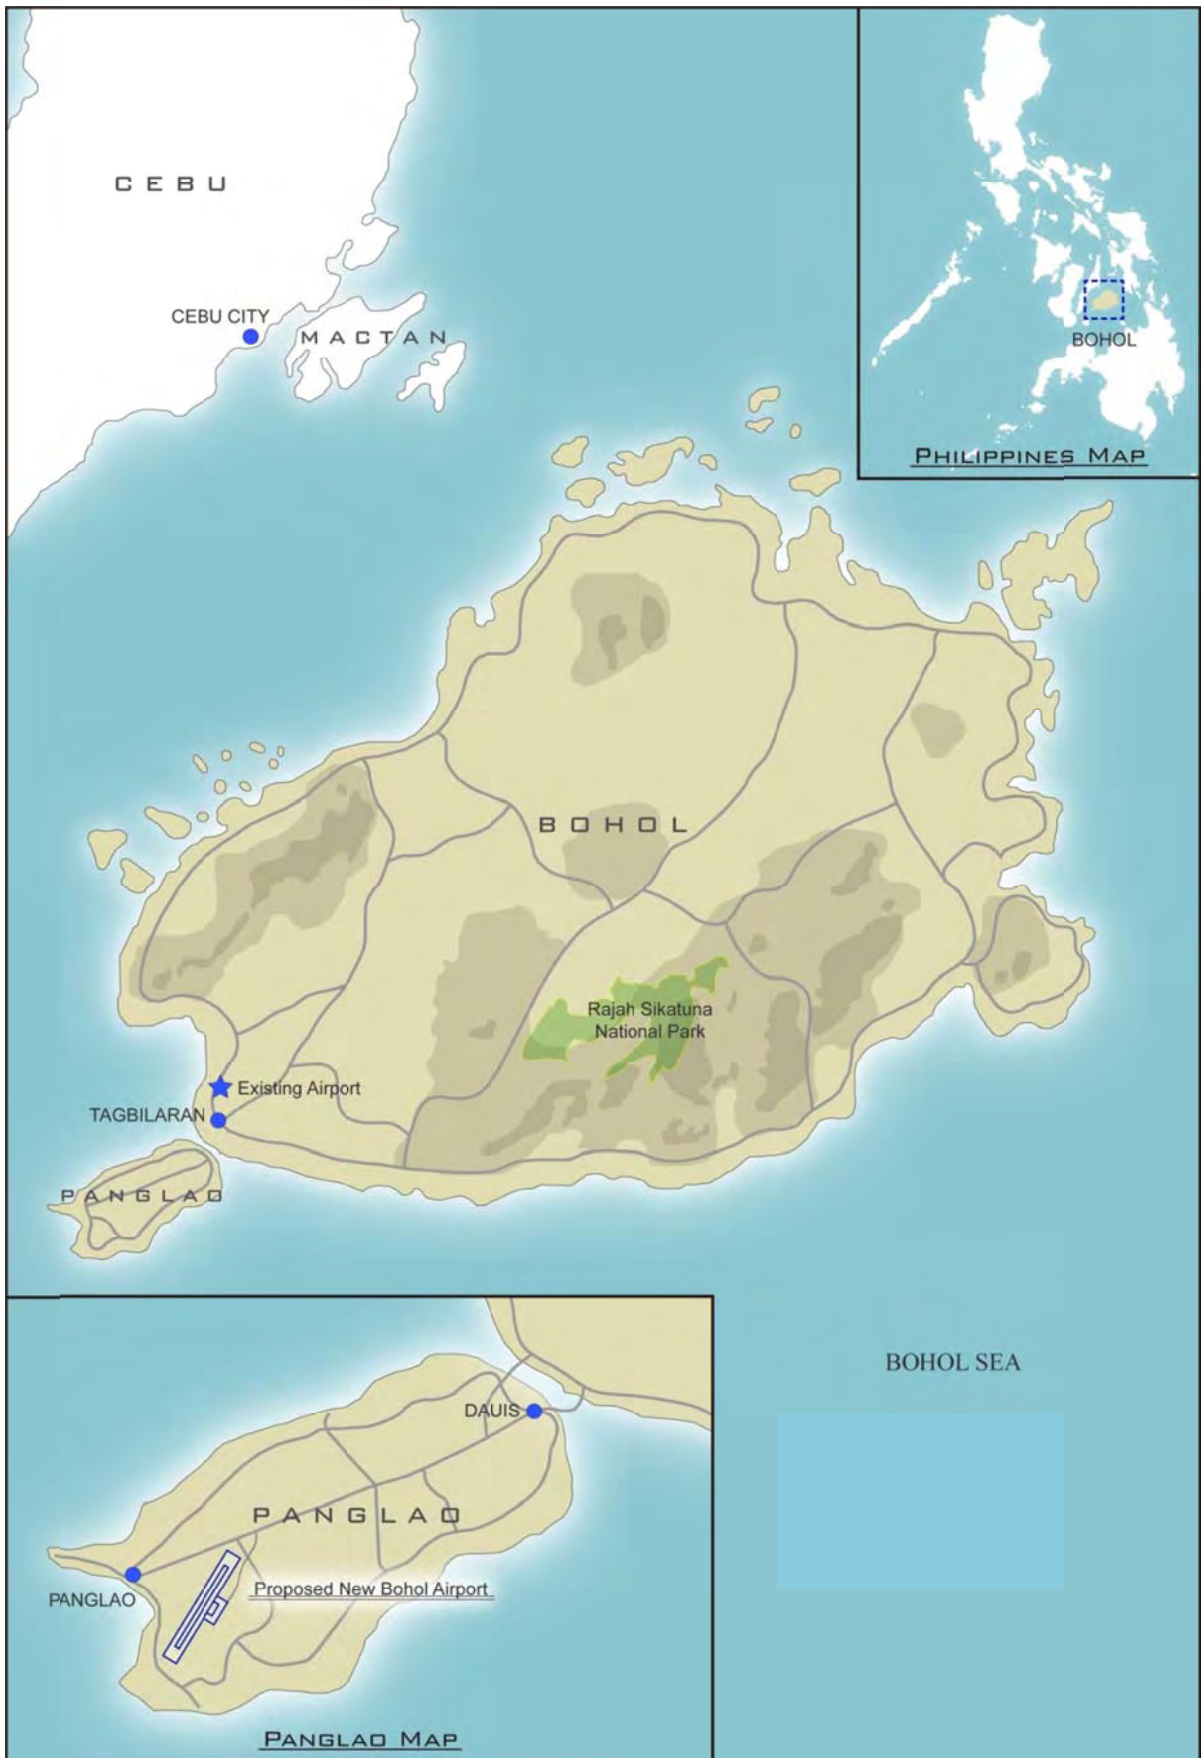 CEBU
CEBU CITY
MACTAN
BOHOL
PHILIPPINES MAP
BOHOL
Rajah Sikatuna
National Park
Existing Airport
TAGBILARAN
PANGLAO
BOHOL SEA
DAUIS
PANGLAO
Proposed New Bohol Airport
PANGLAO
PANGLAO MAP